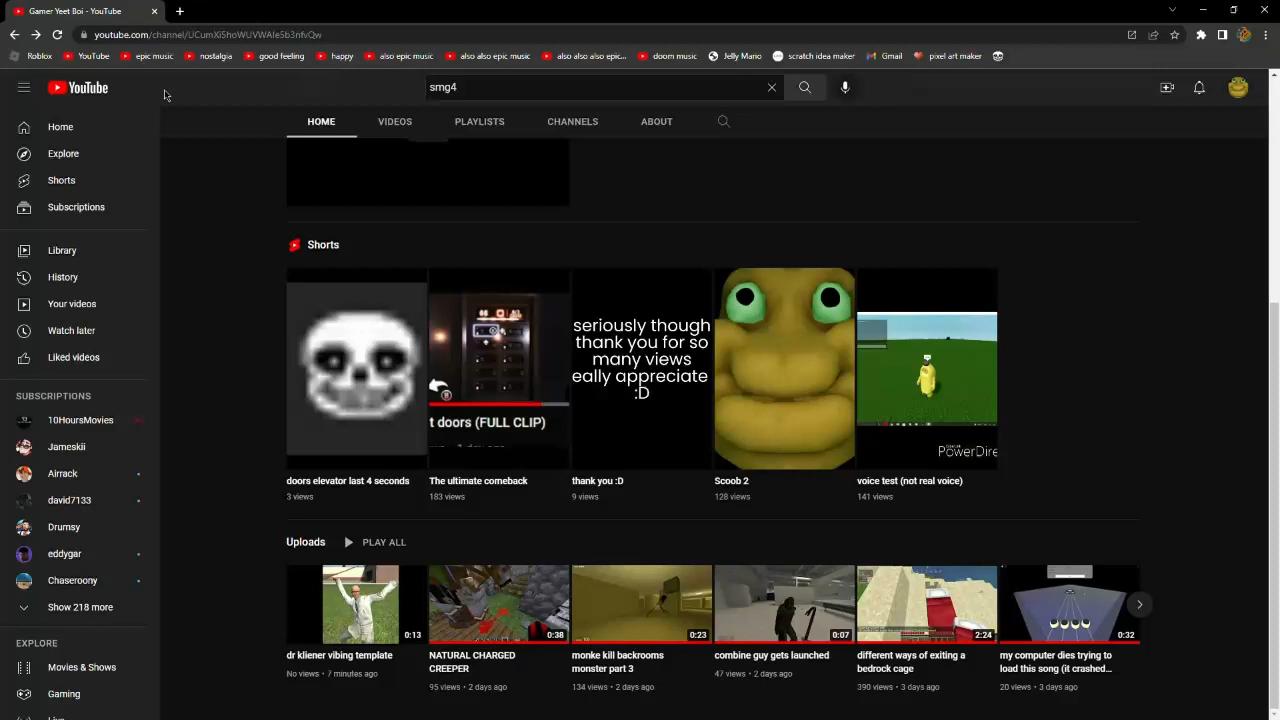 Gamer Yeet Boi - YouTube
youtube.com/channel/UCumXi5hoWUVWAIe5b3nfvQw
Roblox YouTube epic music nostalgia good feeling happy also epic music also also epic music also also also epic... doom music Jelly Mario scratch idea maker Gmail pixel art maker
YouTube
smg4
HOME VIDEOS PLAYLISTS CHANNELS ABOUT
Home
Explore
Shorts
Subscriptions
Library
History
Your videos
Watch later
Liked videos
SUBSCRIPTIONS
10HoursMovies
Jameskii
Airrack
david7133
Drumsy
eddygar
Chaseroony
Show 218 more
EXPLORE
Movies & Shows
Gaming
Shorts
t doors (FULL CLIP)
seriously though
thank you for so
many views
eally appreciate
:D
PowerDire
doors elevator last 4 seconds
3 views
The ultimate comeback
183 views
thank you :D
9 views
Scoob 2
128 views
voice test (not real voice)
141 views
Uploads PLAY ALL
0:13
dr kliener vibing template
No views • 7 minutes ago
0:38
NATURAL CHARGED
CREEPER
95 views • 2 days ago
0:23
monke kill backrooms
monster part 3
134 views • 2 days ago
0:07
combine guy gets launched
47 views • 2 days ago
2:24
different ways of exiting a
bedrock cage
390 views • 3 days ago
0:32
my computer dies trying to
load this song (it crashed...
20 views • 3 days ago